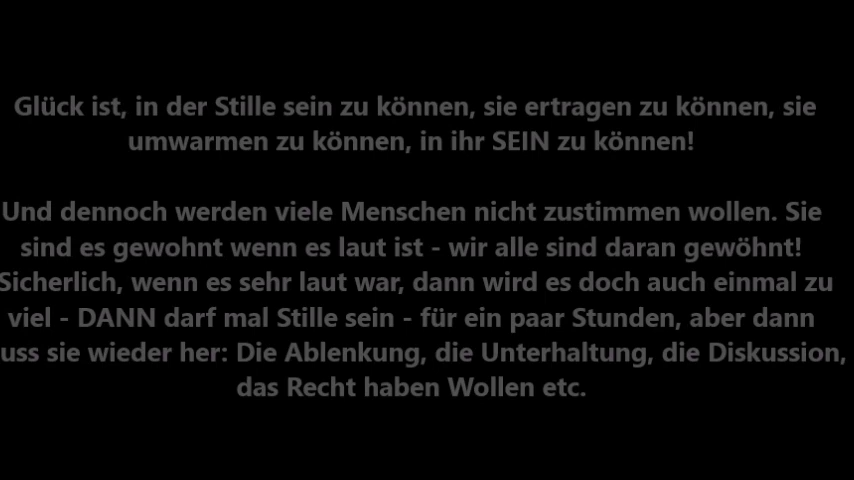 Glück ist, in der Stille sein zu können, sie ertragen zu können, sie
umwarmen zu können, in ihr SEIN zu können!
Und dennoch werden viele Menschen nicht zustimmen wollen. Sie
sind es gewohnt wenn es laut ist - wir alle sind daran gewöhnt!
Sicherlich, wenn es sehr laut war, dann wird es doch auch einmal zu
viel - DANN darf mal Stille sein - für ein paar Stunden, aber dann
uss sie wieder her: Die Ablenkung, die Unterhaltung, die Diskussion,
das Recht haben Wollen etc.